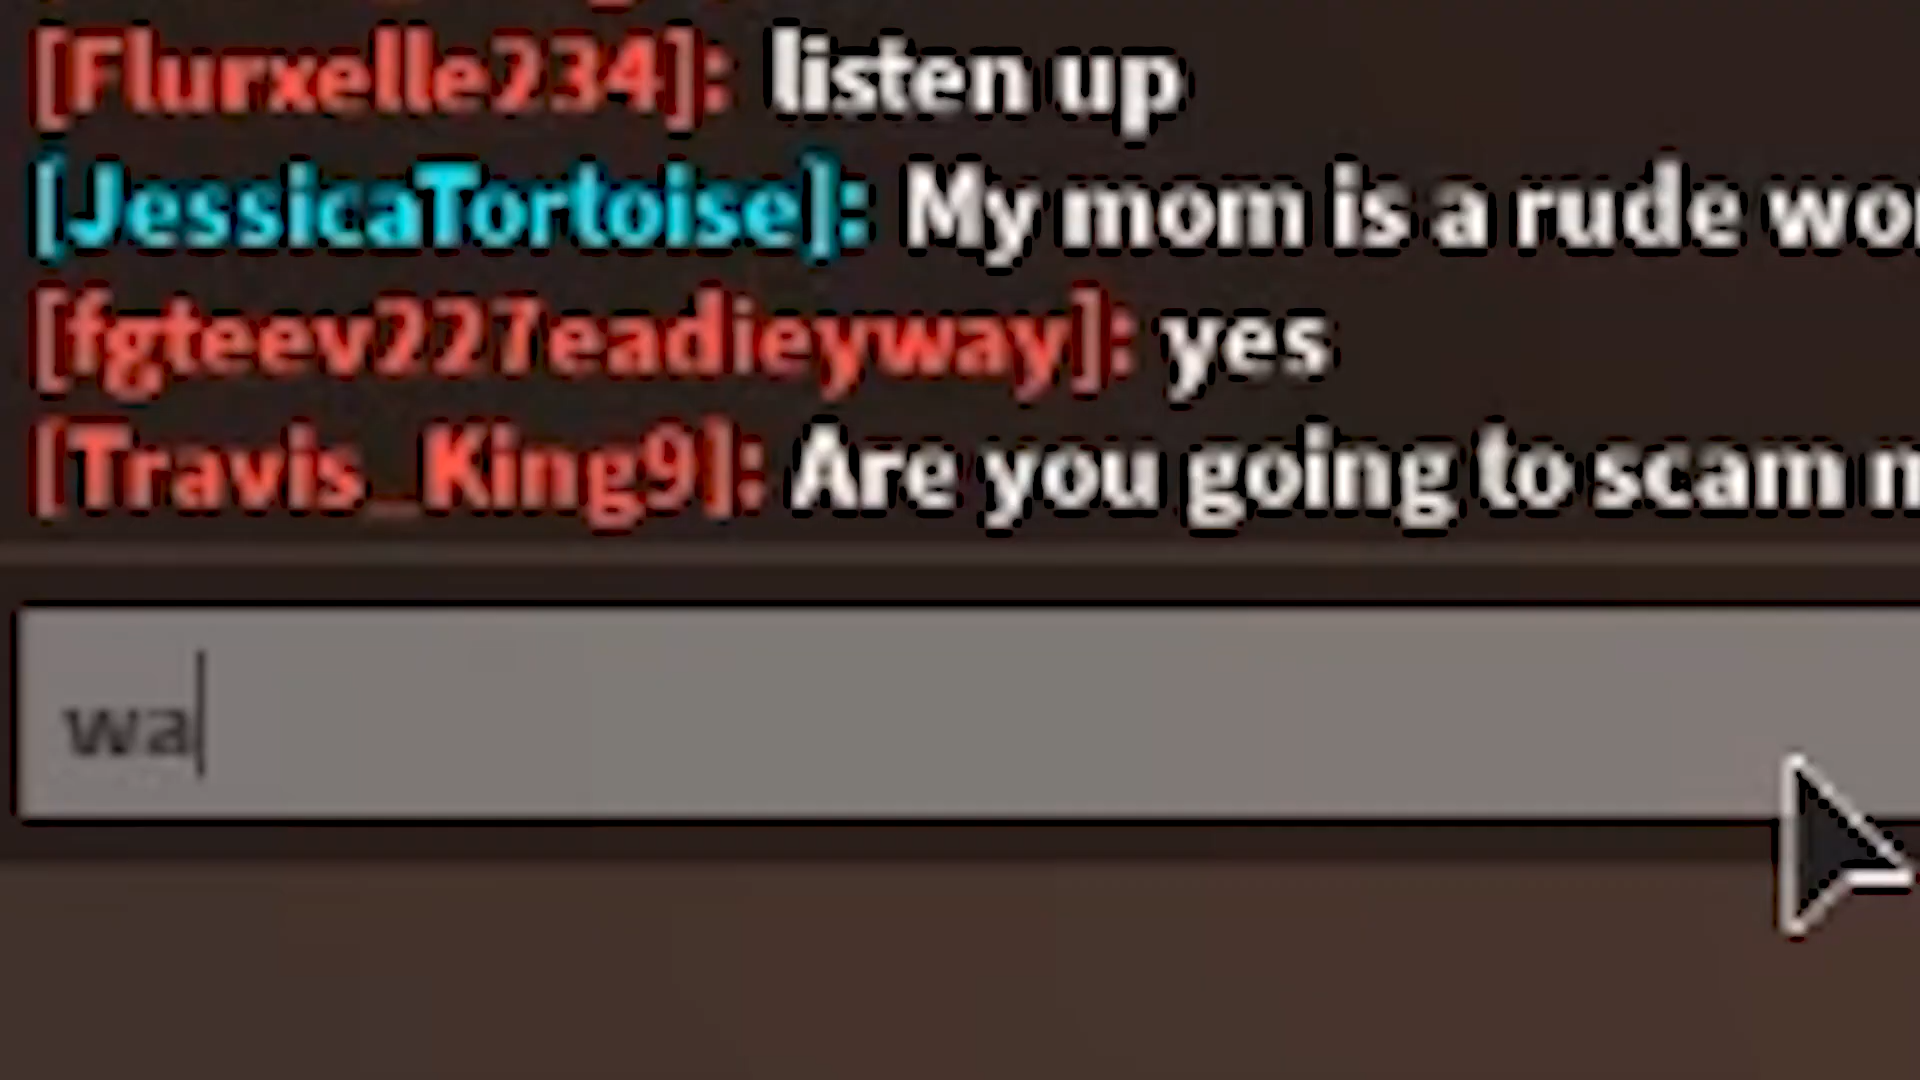 [Flurxelle234]: listen up
[JessicaTortoise]: My mom is a rude
[fgteev227eadieyway]: yes
[Travis_King9]: Are you going to scam
wa